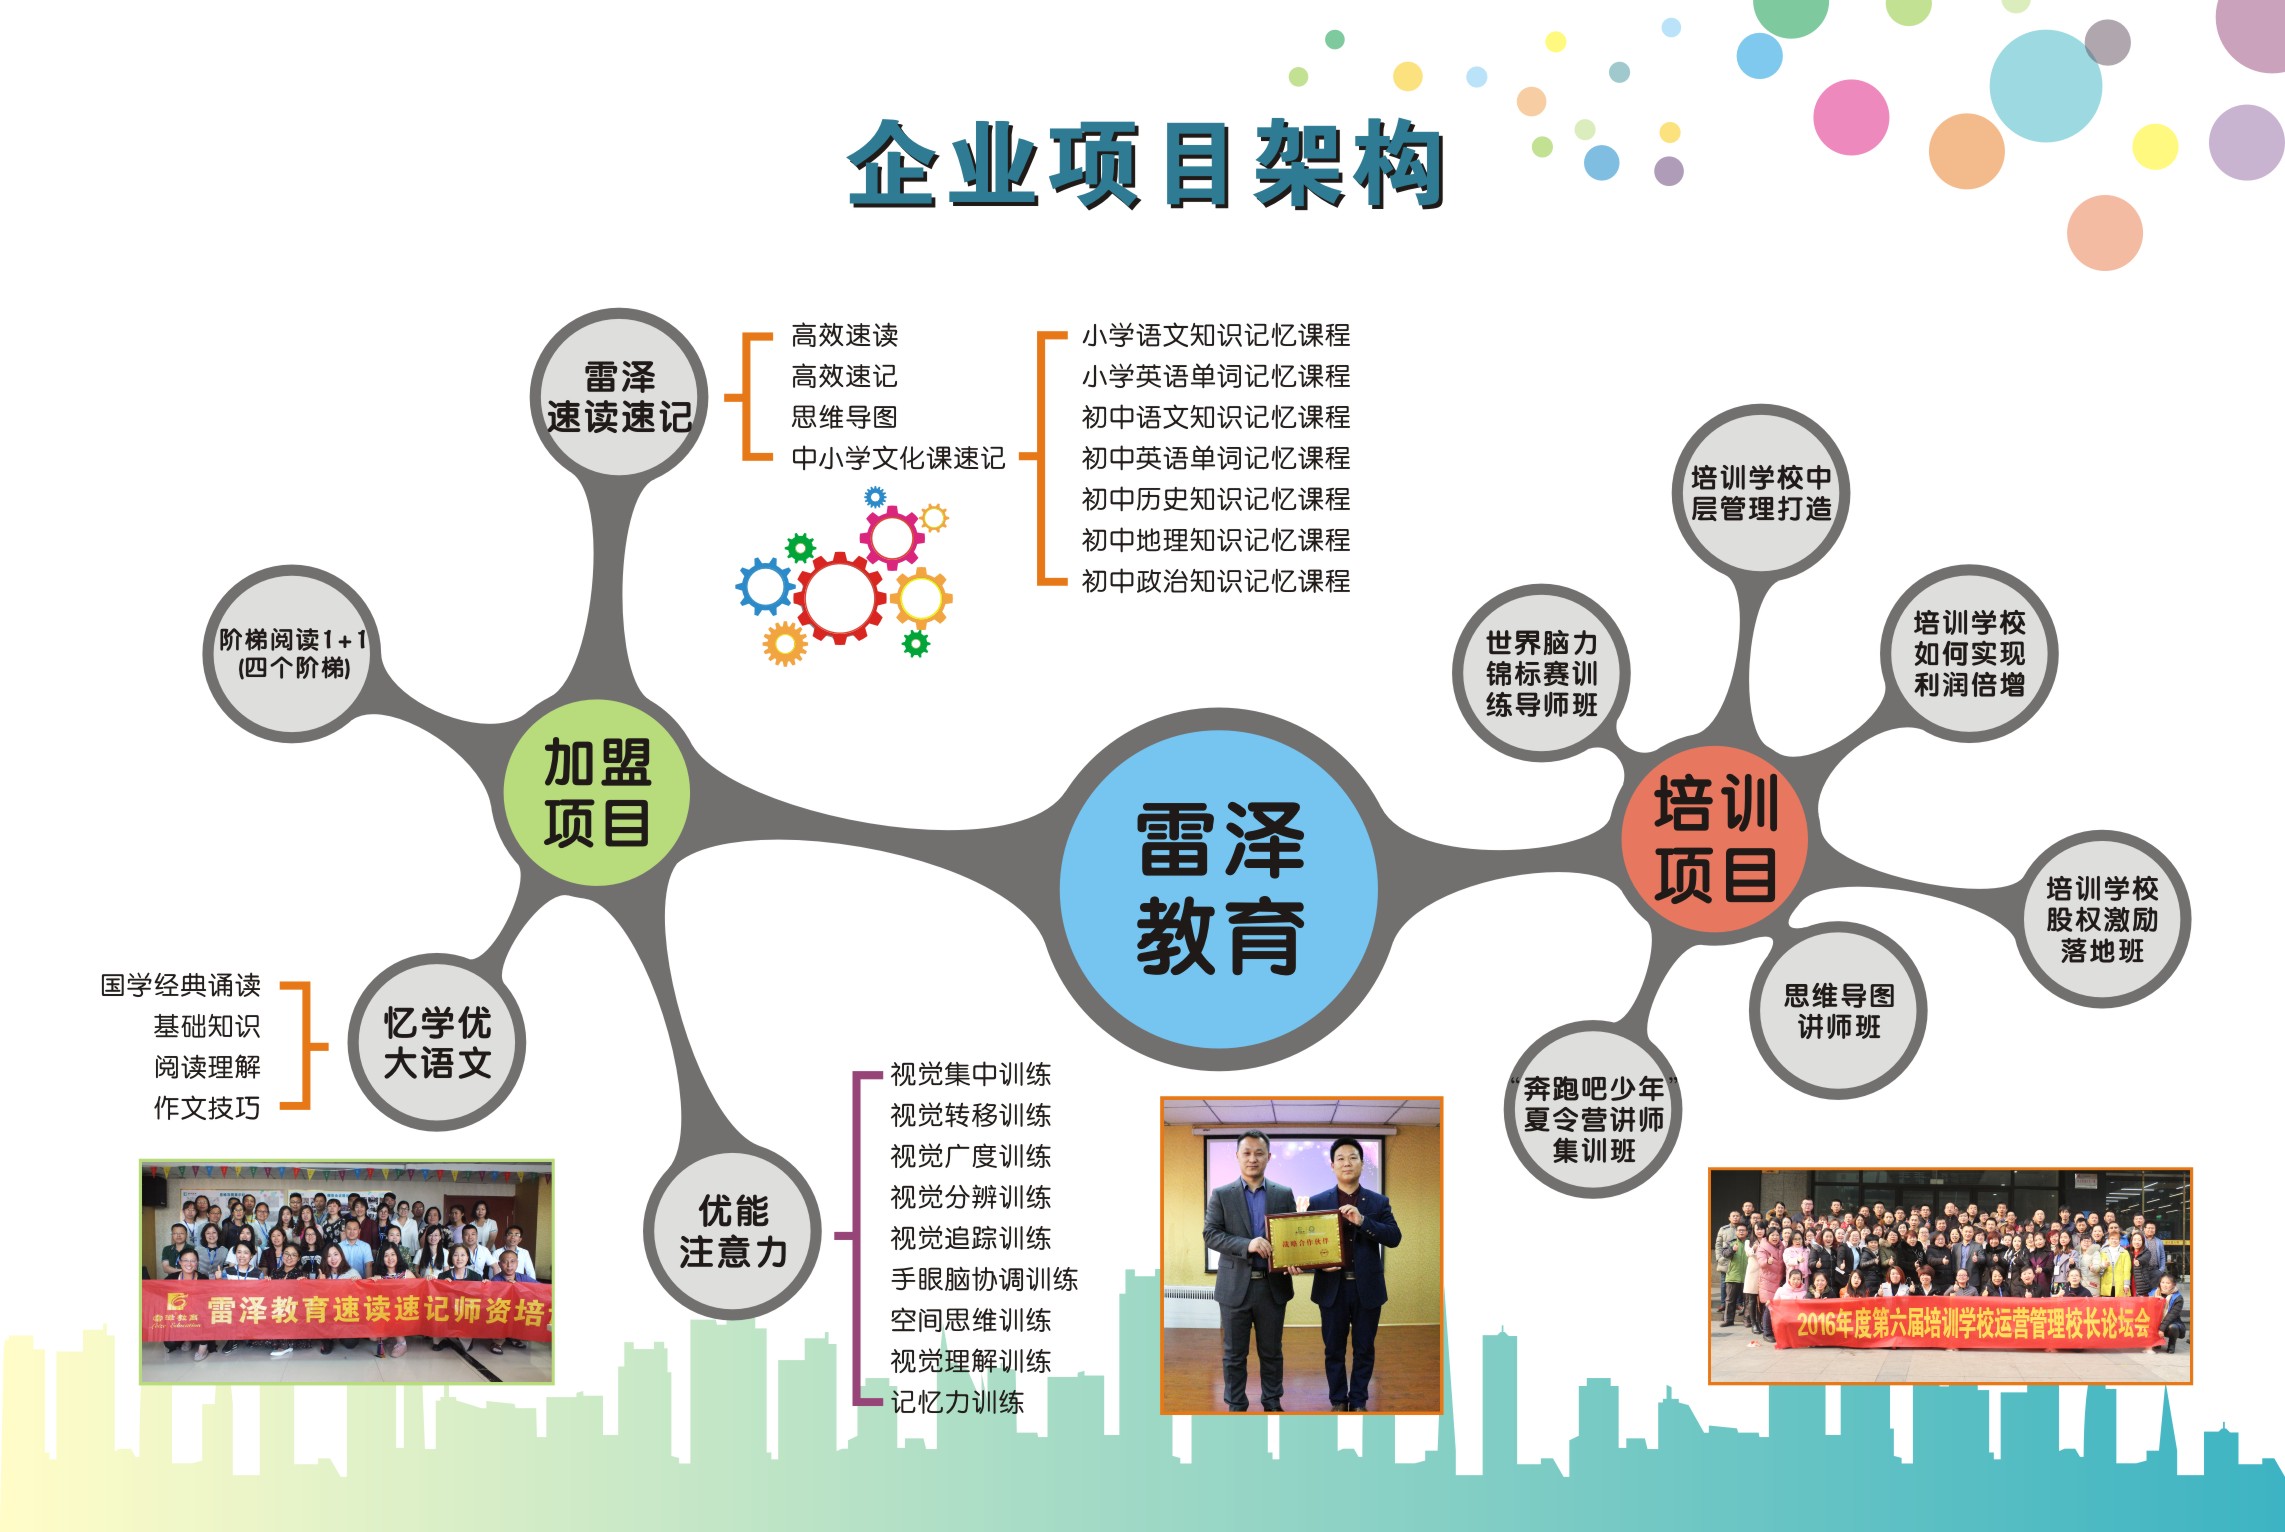 企业项目架构
雷泽
速读速记
高效速读
高效速记
思维导图
中小学文化课速记
小学语文知识记忆课程
小学英语单词记忆课程
初中语文知识记忆课程
初中英语单词记忆课程
初中历史知识记忆课程
初中地理知识记忆课程
初中政治知识记忆课程
阶梯阅读1+1
(四个阶梯)
加盟
项目
雷泽
教育
培训
项目
培训学校中
层管理打造
世界脑力
锦标赛训
练导师班
培训学校
如何实现
利润倍增
培训学校
股权激励
落地班
思维导图
讲师班
“奔跑吧少年”
夏令营讲师
集训班
国学经典诵读
基础知识
阅读理解
作文技巧
忆学优
大语文
优能
注意力
视觉集中训练
视觉转移训练
视觉广度训练
视觉分辨训练
视觉追踪训练
手眼脑协调训练
空间思维训练
视觉理解训练
记忆力训练
雷泽教育
雷泽教育速读速记师资培
战略合作伙伴
2016年度第六届培训学校运营管理校长论坛会